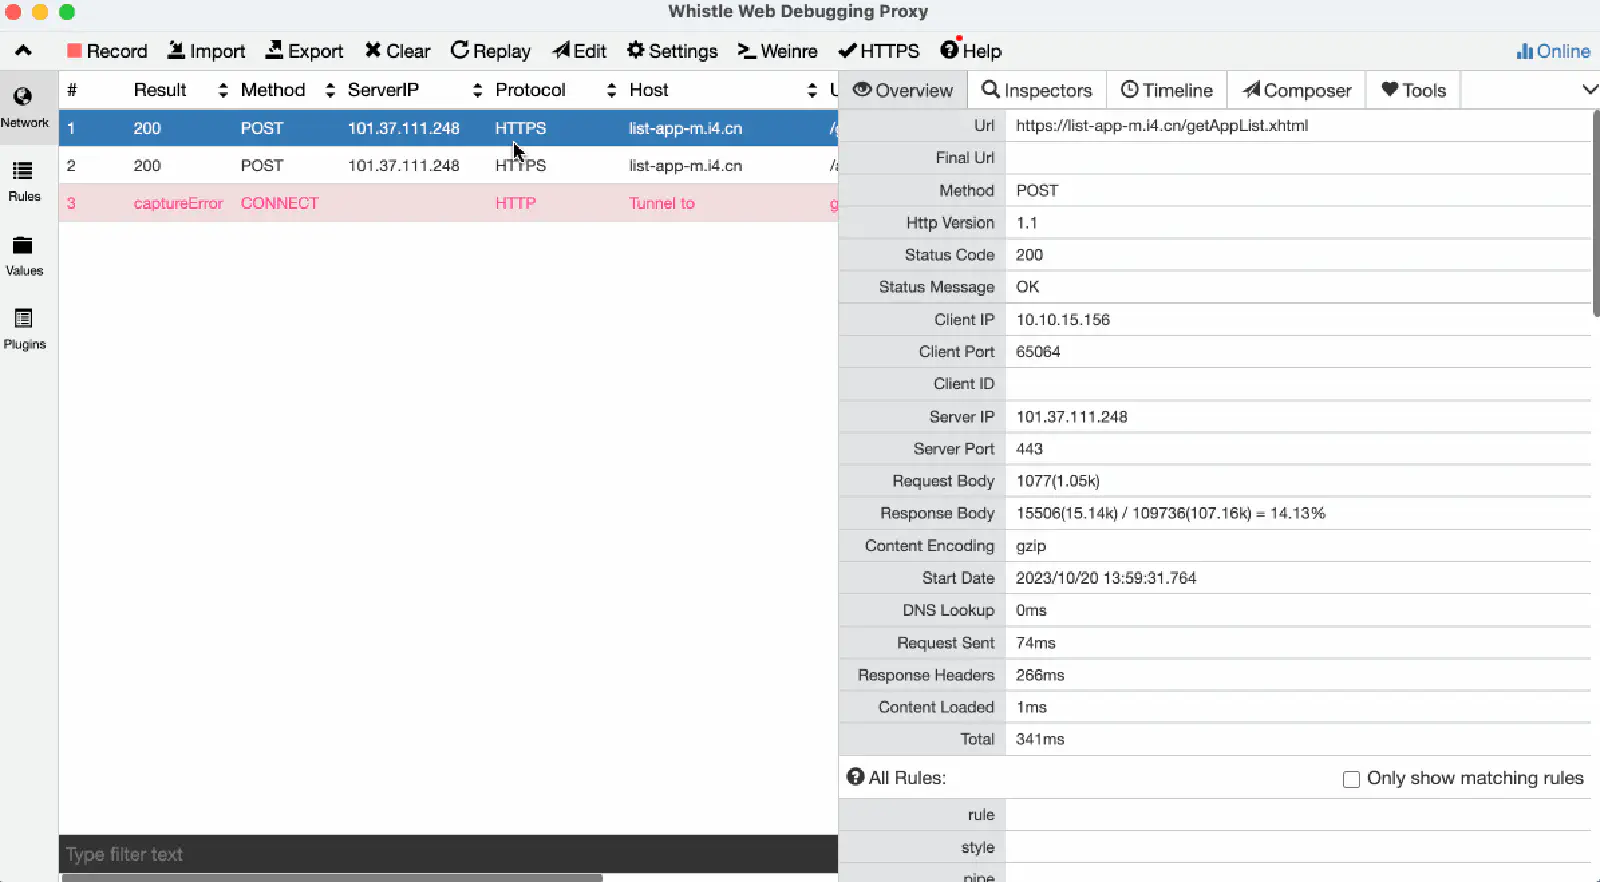 Whistle Web Debugging Proxy
Record Import Export Clear Replay Edit Settings Weinre HTTPS Help Online
Network
Rules
Values
Plugins
# Result Method ServerIP Protocol Host
1 200 POST 101.37.111.248 HTTPS list-app-m.i4.cn
2 200 POST 101.37.111.248 HTTPS list-app-m.i4.cn
3 captureError CONNECT HTTP Tunnel to
Type filter text
Overview Inspectors Timeline Composer Tools
Url https://list-app-m.i4.cn/getAppList.xhtml
Final Url
Method POST
Http Version 1.1
Status Code 200
Status Message OK
Client IP 10.10.15.156
Client Port 65064
Client ID
Server IP 101.37.111.248
Server Port 443
Request Body 1077(1.05k)
Response Body 15506(15.14k) / 109736(107.16k) = 14.13%
Content Encoding gzip
Start Date 2023/10/20 13:59:31.764
DNS Lookup 0ms
Request Sent 74ms
Response Headers 266ms
Content Loaded 1ms
Total 341ms
All Rules: Only show matching rules
rule
style
pipe